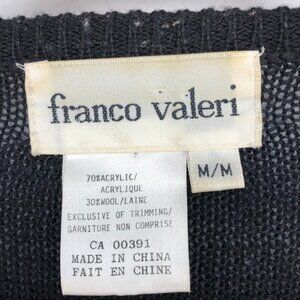 franco valeri
M/M
70%ACRYLIC/
ACRYLIQUE
30%WOOL/LAINE
EXCLUSIVE OF TRIMMING/
GARNITURE NON COMPRISE
CA 00391
MADE IN CHINA
FAIT EN CHINE